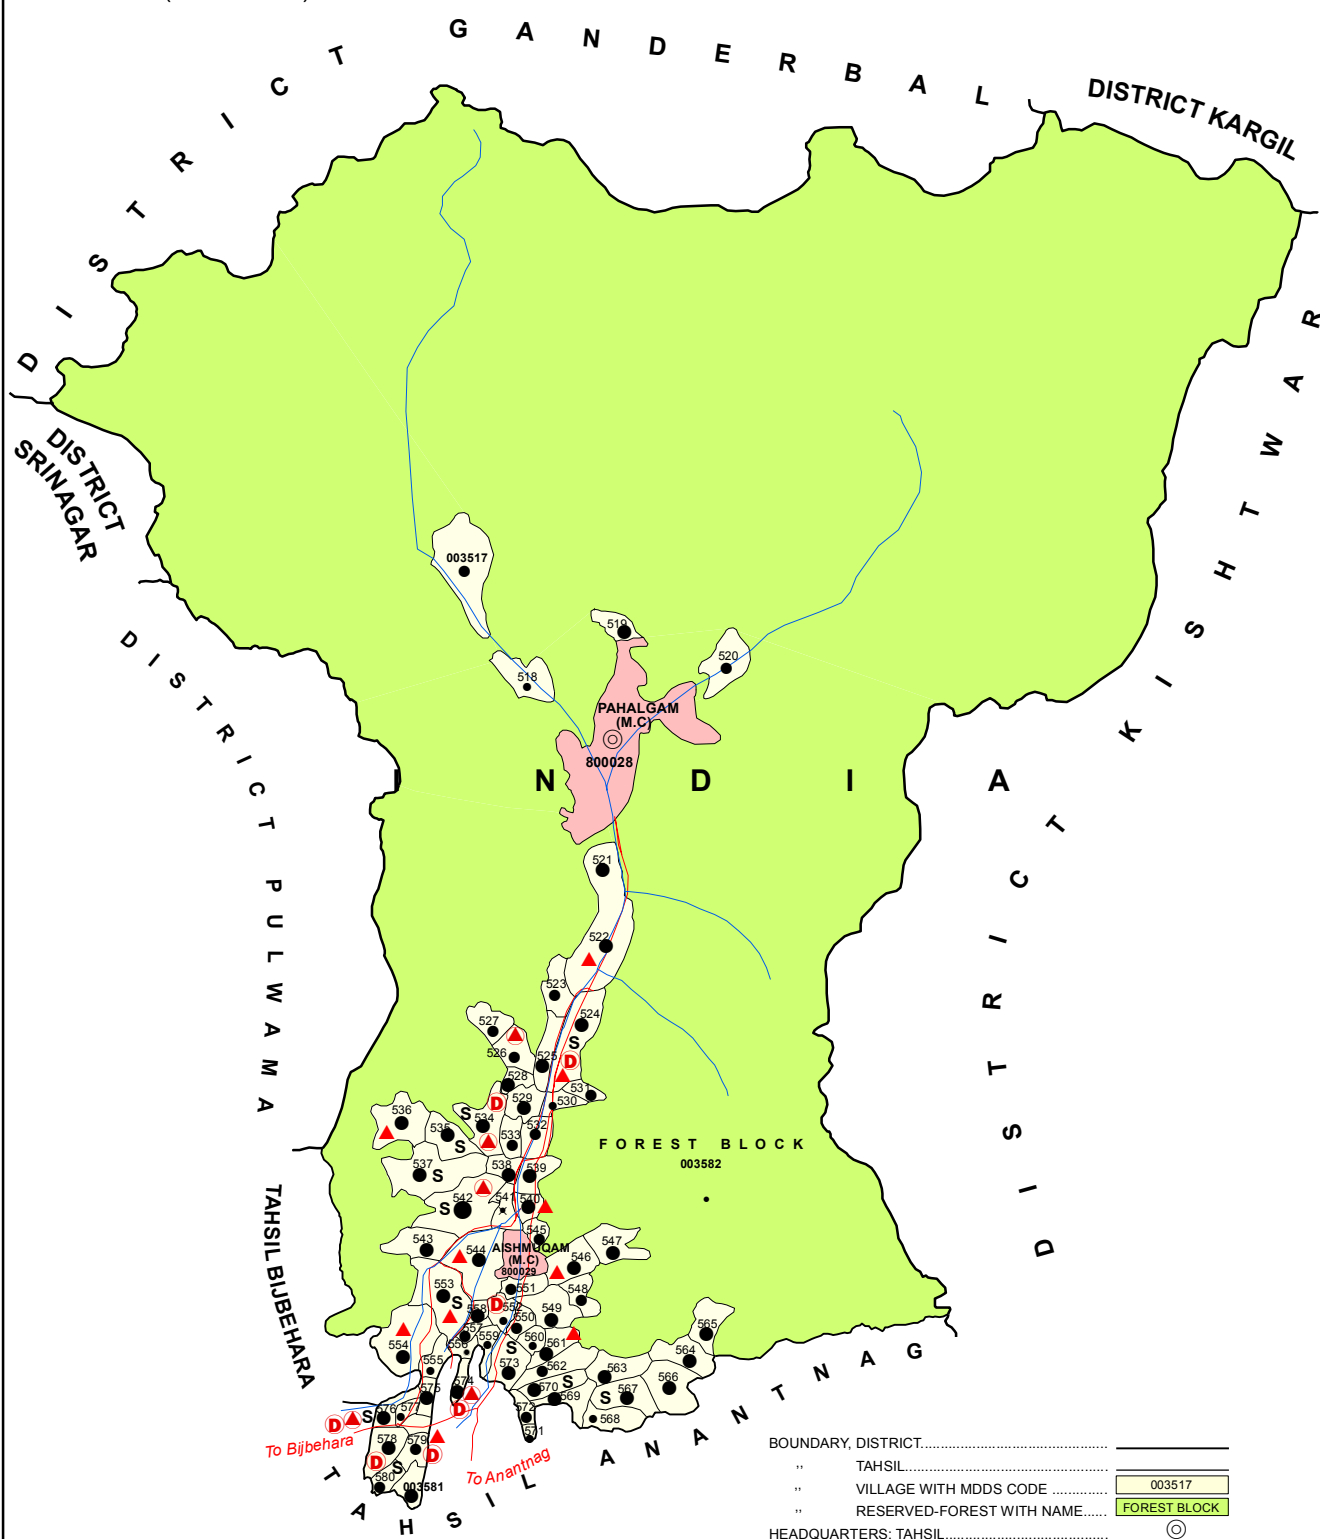 DISTRICT GANDERBAL
DISTRICT KARGIL
DISTRICT
SRINAGAR
DISTRICT KISHTWAR
DISTRICT PULWAMA
003517
519
520
518
PAHALGAM
(M.C)
800028
I N D I A
521
522
523
524
S
527
526
525
D
528
531
D
529
530
536
S
534
532
535
S
533
FOREST BLOCK
003582
537
S
538
539
542
S
541
540
545
543
544
AISHMUQAM
(M.C)
800029
546
547
551
548
553
S
D
552
558
550
549
557
559
560
S
561
554
556
565
564
555
573
562
563
S
566
574
575
570
569
S
567
D
576
S
577
D
572
568
571
578
579
D
D
S
580
003581
To Bijbehara
To Anantnag
TAHSIL BIJBEHARA
TAHSIL ANANTNAG
BOUNDARY, DISTRICT
,, TAHSIL
,, VILLAGE WITH MDDS CODE 003517
,, RESERVED-FOREST WITH NAME FOREST BLOCK
HEADQUARTERS: TAHSIL